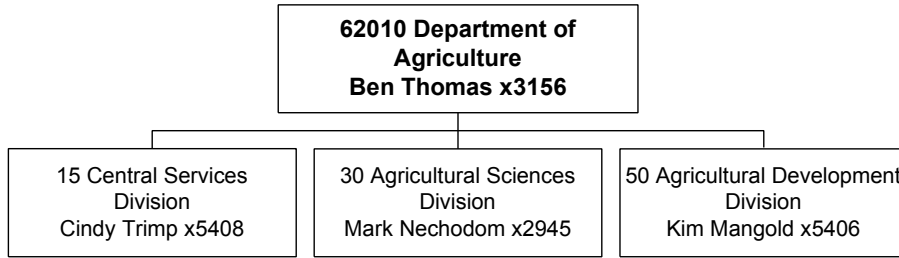 62010 Department of
Agriculture
Ben Thomas x3156
15 Central Services
Division
Cindy Trimp x5408
30 Agricultural Sciences
Division
Mark Nechodom x2945
50 Agricultural Development
Division
Kim Mangold x5406